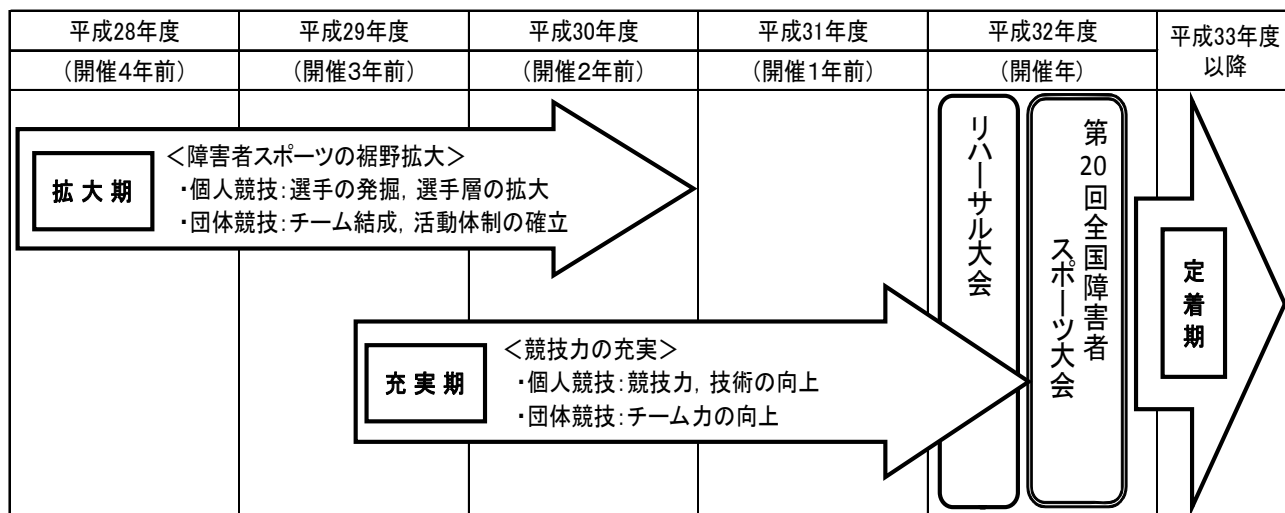 平成28年度
平成29年度
平成30年度
平成31年度
平成32年度
平成33年度
以降
(開催4年前)
(開催3年前)
(開催2年前)
(開催1年前)
(開催年)
拡大期
<障害者スポーツの裾野拡大>
・個人競技:選手の発掘,選手層の拡大
・団体競技:チーム結成,活動体制の確立
充実期
<競技力の充実>
・個人競技:競技力,技術の向上
・団体競技:チーム力の向上
リハーサル大会
第20回全国障害者
スポーツ大会
定着期